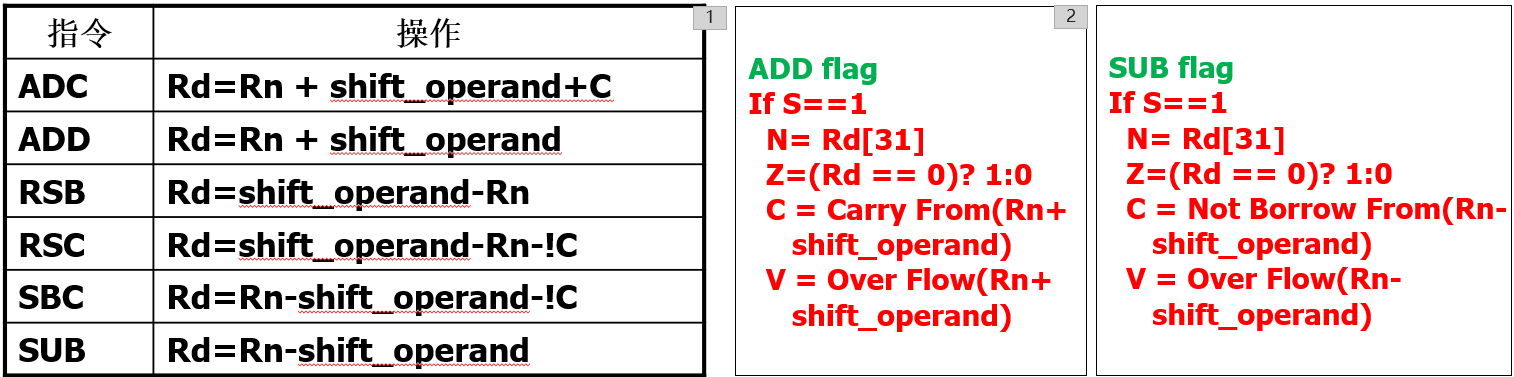 指令 操作
ADC Rd=Rn + shift_operand+C
ADD Rd=Rn + shift_operand
RSB Rd=shift_operand-Rn
RSC Rd=shift_operand-Rn-!C
SBC Rd=Rn-shift_operand-!C
SUB Rd=Rn-shift_operand
1
ADD flag
If S==1
N= Rd[31]
Z=(Rd == 0)? 1:0
C = Carry From(Rn+
shift_operand)
V = Over Flow(Rn+
shift_operand)
2
SUB flag
If S==1
N= Rd[31]
Z=(Rd == 0)? 1:0
C = Not Borrow From(Rn-
shift_operand)
V = Over Flow(Rn-
shift_operand)